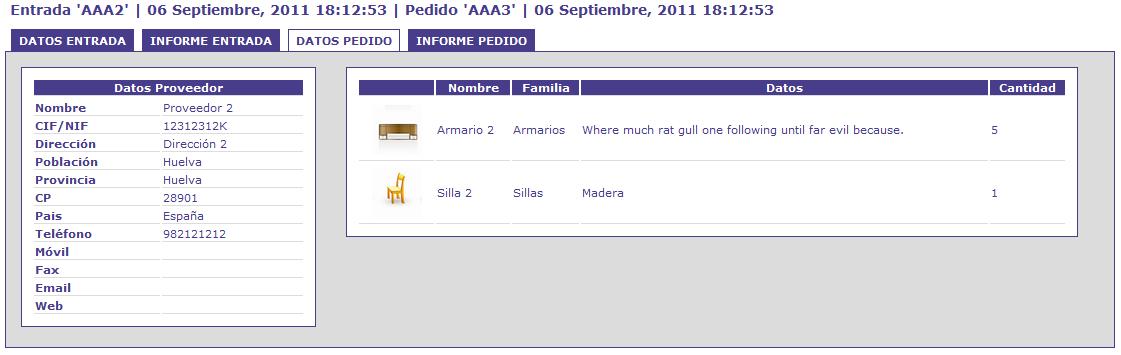 Entrada 'AAA2' | 06 Septiembre, 2011 18:12:53 | Pedido 'AAA3' | 06 Septiembre, 2011 18:12:53
DATOS ENTRADA INFORME ENTRADA DATOS PEDIDO INFORME PEDIDO
Datos Proveedor
Nombre Proveedor 2
CIF/NIF 12312312K
Dirección Dirección 2
Población Huelva
Provincia Huelva
CP 28901
Pais España
Teléfono 982121212
Móvil
Fax
Email
Web
Nombre Familia Datos Cantidad
Armario 2 Armarios Where much rat gull one following until far evil because. 5
Silla 2 Sillas Madera 1